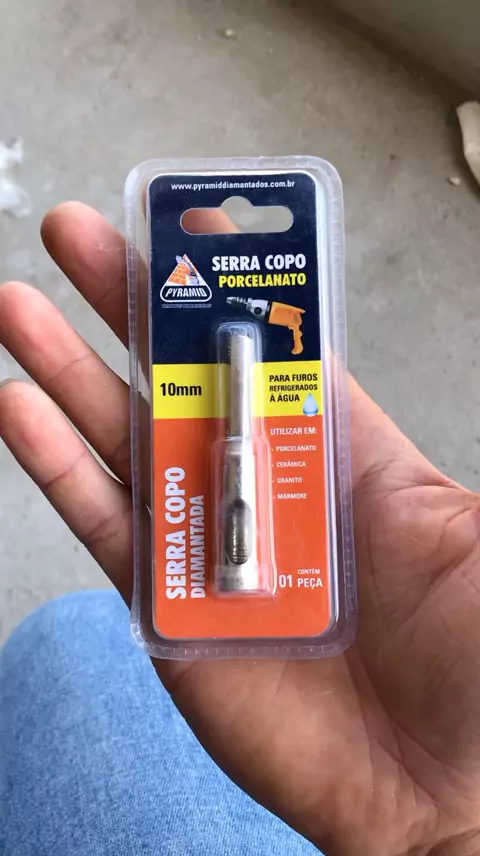 www.pyramiddiamantados.com.br
PYRAMID
SERRA COPO
PORCELANATO
10mm
PARA FUROS
REFRIGERADOS
À ÁGUA
UTILIZAR EM:
- PORCELANATO
- CERÂMICA
- GRANITO
- MÁRMORE
SERRA COPO
DIAMANTADA
CONTÉM
01 PEÇA